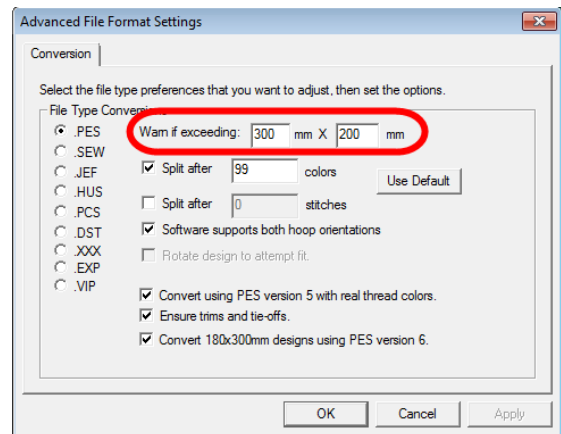 Advanced File Format Settings
Conversion
Select the file type preferences that you want to adjust, then set the options.
File Type Conversion
.PES
Warn if exceeding: 300 mm X 200 mm
.SEW
.JEF
Split after 99 colors
Use Default
.HUS
.PCS
Split after 0 stitches
.DST
Software supports both hoop orientations
.XXX
Rotate design to attempt fit.
.EXP
.VIP
Convert using PES version 5 with real thread colors.
Ensure trims and tie-offs.
Convert 180x300mm designs using PES version 6.
OK Cancel Apply